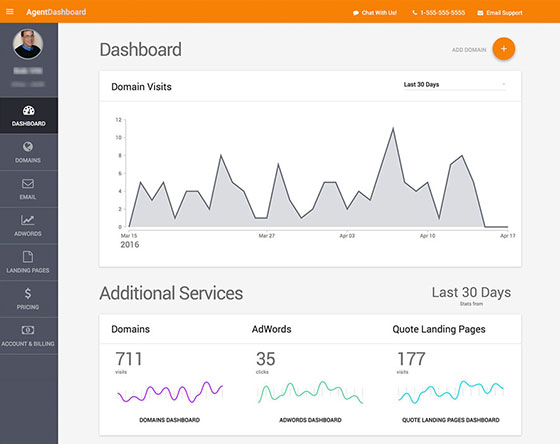 AgentDashboard
Chat With Us!
1-555-555-5555
Email Support
DASHBOARD
DOMAINS
EMAIL
ADWORDS
LANDING PAGES
PRICING
ACCOUNT & BILLING
Dashboard
ADD DOMAIN
+
Domain Visits
Last 30 Days
12
10
8
6
4
2
0
Mar 15
Mar 27
Apr 03
Apr 10
Apr 17
2016
Additional Services
Last 30 Days
Stats from
Domains
AdWords
Quote Landing Pages
711
35
177
visits
clicks
visits
DOMAINS DASHBOARD
ADWORDS DASHBOARD
QUOTE LANDING PAGES DASHBOARD